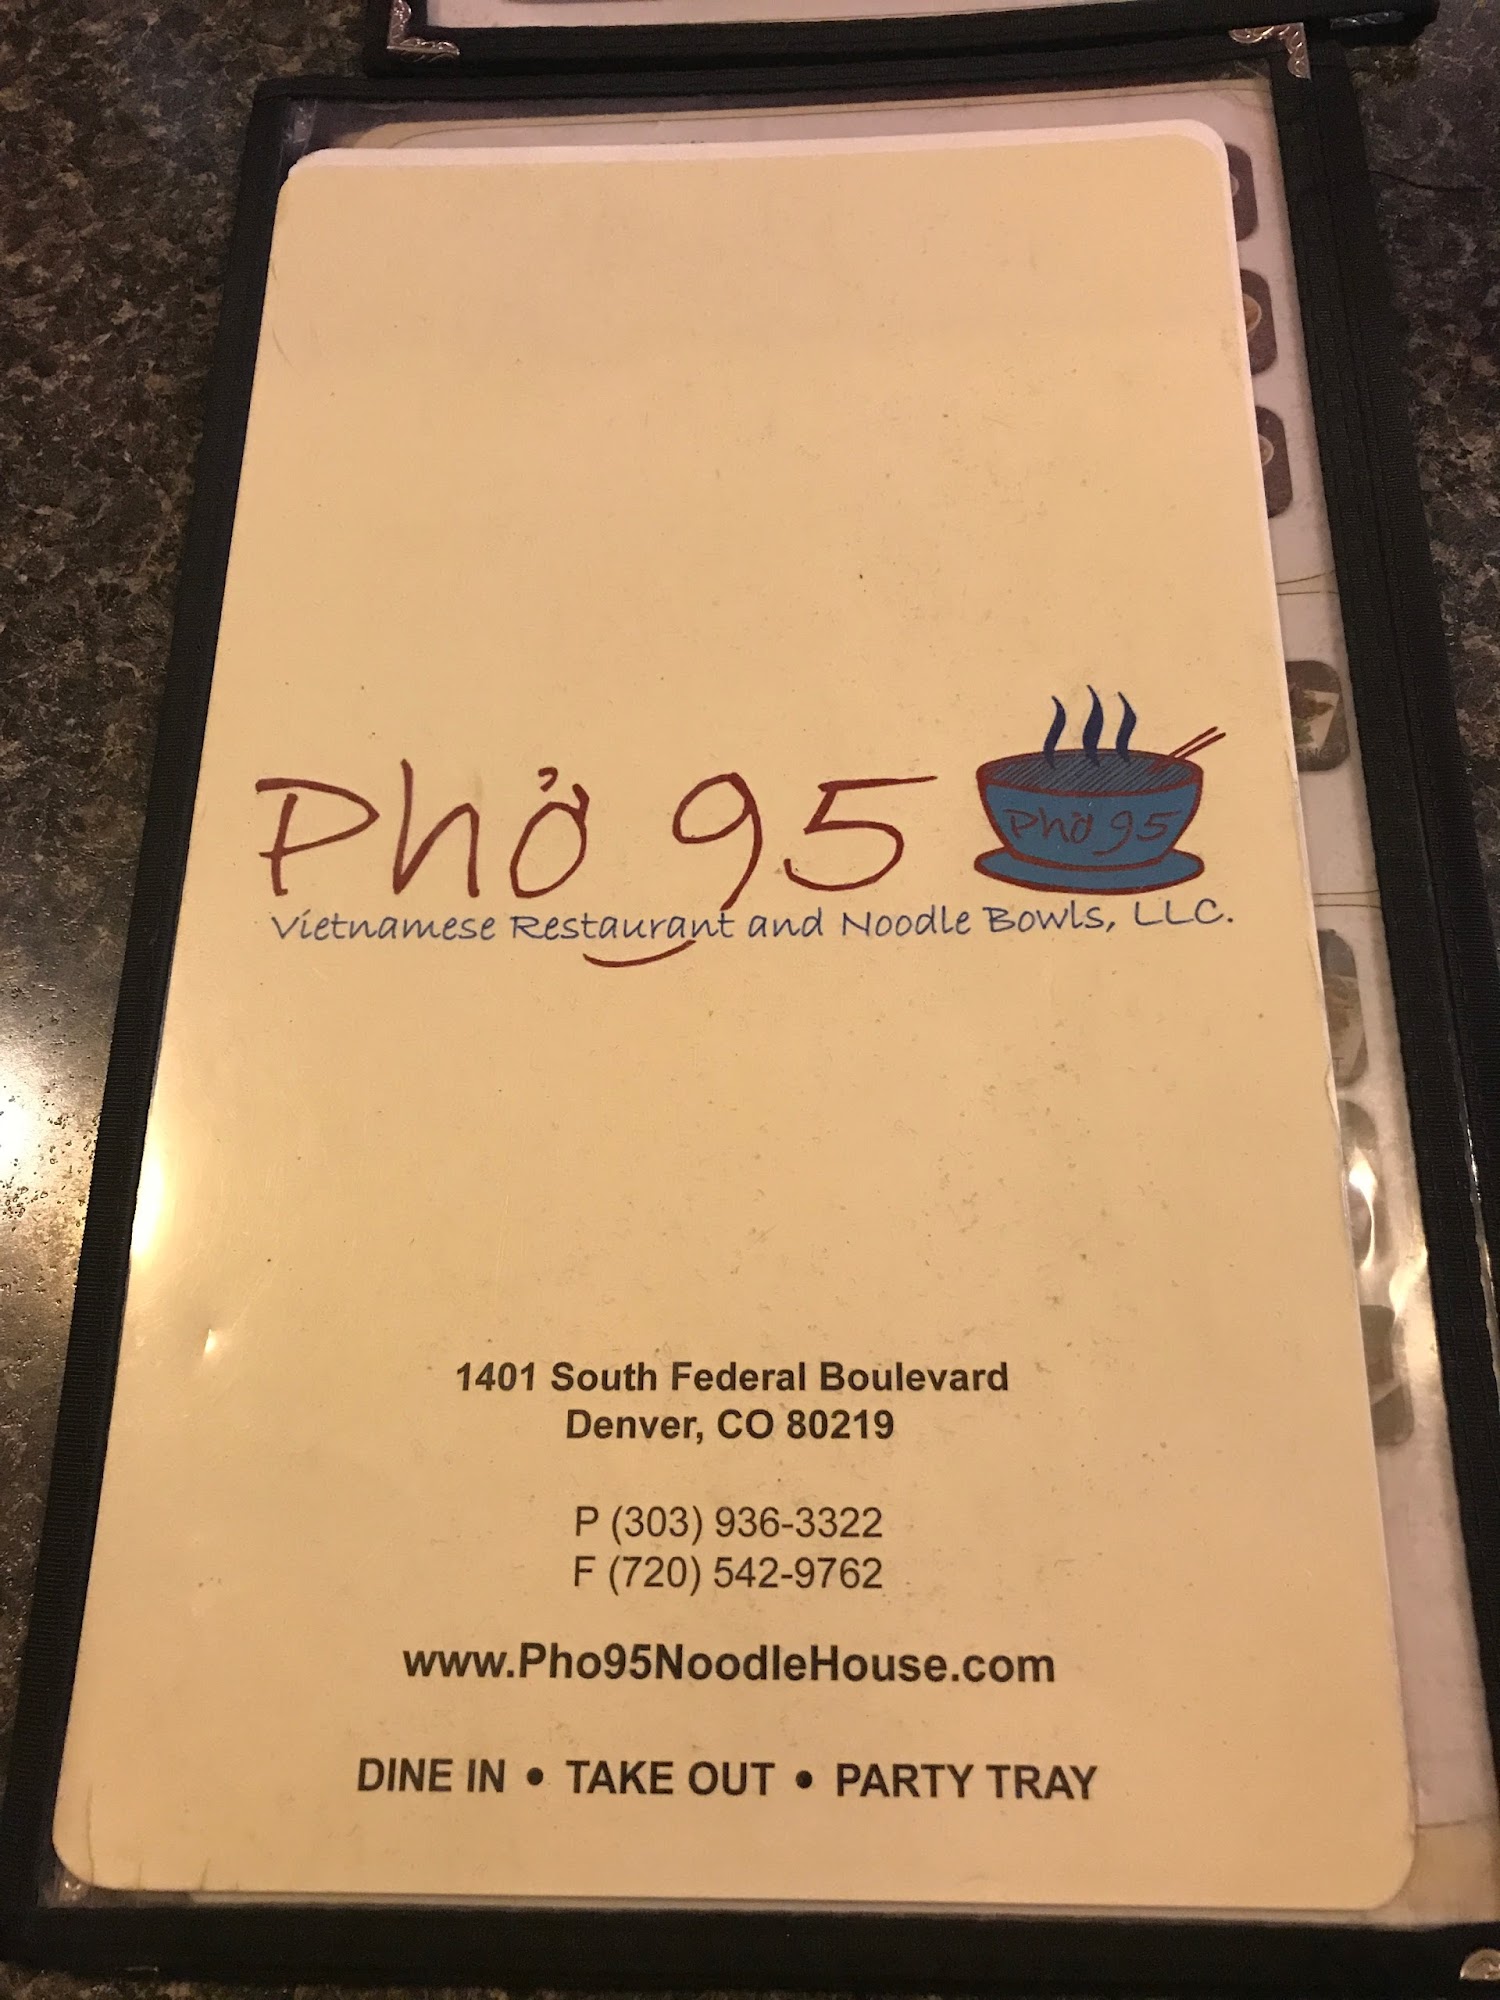 Phở 95
Phở 95
Vietnamese Restaurant and Noodle Bowls, LLC.
1401 South Federal Boulevard
Denver, CO 80219
P (303) 936-3322
F (720) 542-9762
www.Pho95NoodleHouse.com
DINE IN • TAKE OUT • PARTY TRAY